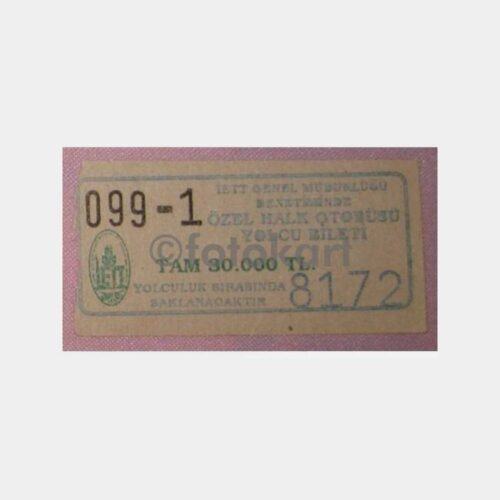 İETT GENEL MÜDÜRLÜĞÜ
DENETİMİNDE
099-1
ÖZEL HALK OTOBÜSÜ
YOLCU BİLETİ
©fotokart
TAM 30.000 TL.
İETT
YOLCULUK SIRASINDA
SAKLANACAKTIR
8172